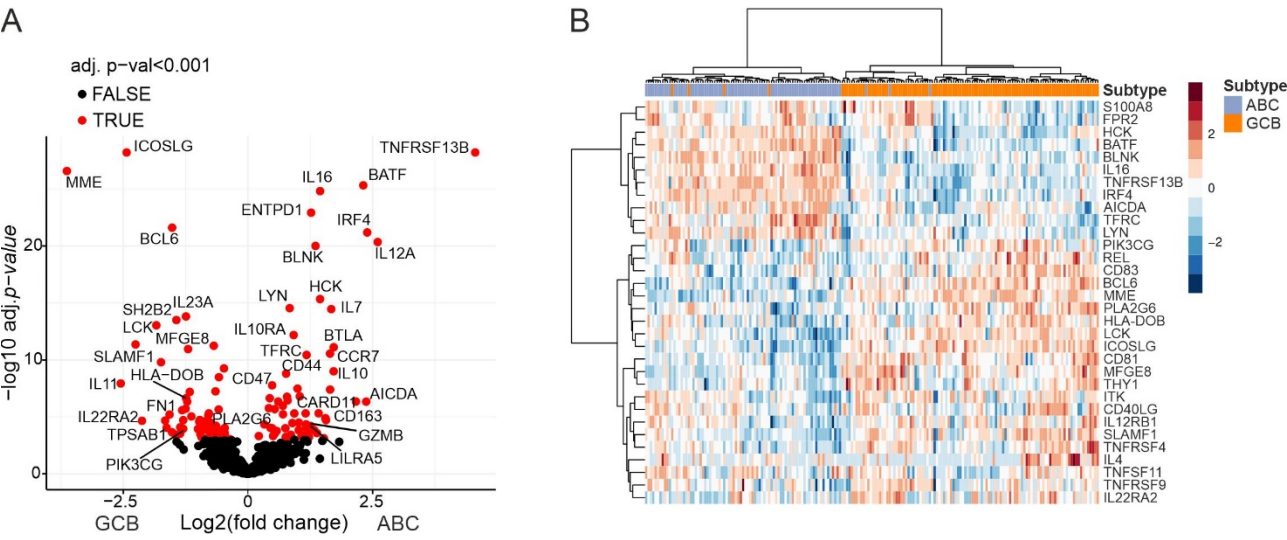 A
adj. p−val<0.001
FALSE
TRUE
ICOSLG
TNFRSF13B
MME
IL16
BATF
ENTPD1
IRF4
BCL6
IL12A
BLNK
HCK
LYN
IL7
SH2B2
IL23A
LCK
IL10RA
BTLA
MFGE8
TFRC
CCR7
SLAMF1
CD44
IL10
HLA−DOB
CD47
IL11
CARD11
AICDA
FN1
IL22RA2
PLA2G6
CD163
TPSAB1
GZMB
PIK3CG
LILRA5
−log10 adj.p−value
20
10
0
−2.5
0
2.5
GCB
Log2(fold change)
ABC
B
Subtype
S100A8
FPR2
HCK
BATF
BLNK
IL16
TNFRSF13B
IRF4
AICDA
TFRC
LYN
PIK3CG
REL
CD83
BCL6
MME
PLA2G6
HLA-DOB
LCK
ICOSLG
CD81
MFGE8
THY1
ITK
CD40LG
IL12RB1
SLAMF1
TNFRSF4
IL4
TNFSF11
TNFRSF9
IL22RA2
2
0
−2
Subtype
ABC
GCB